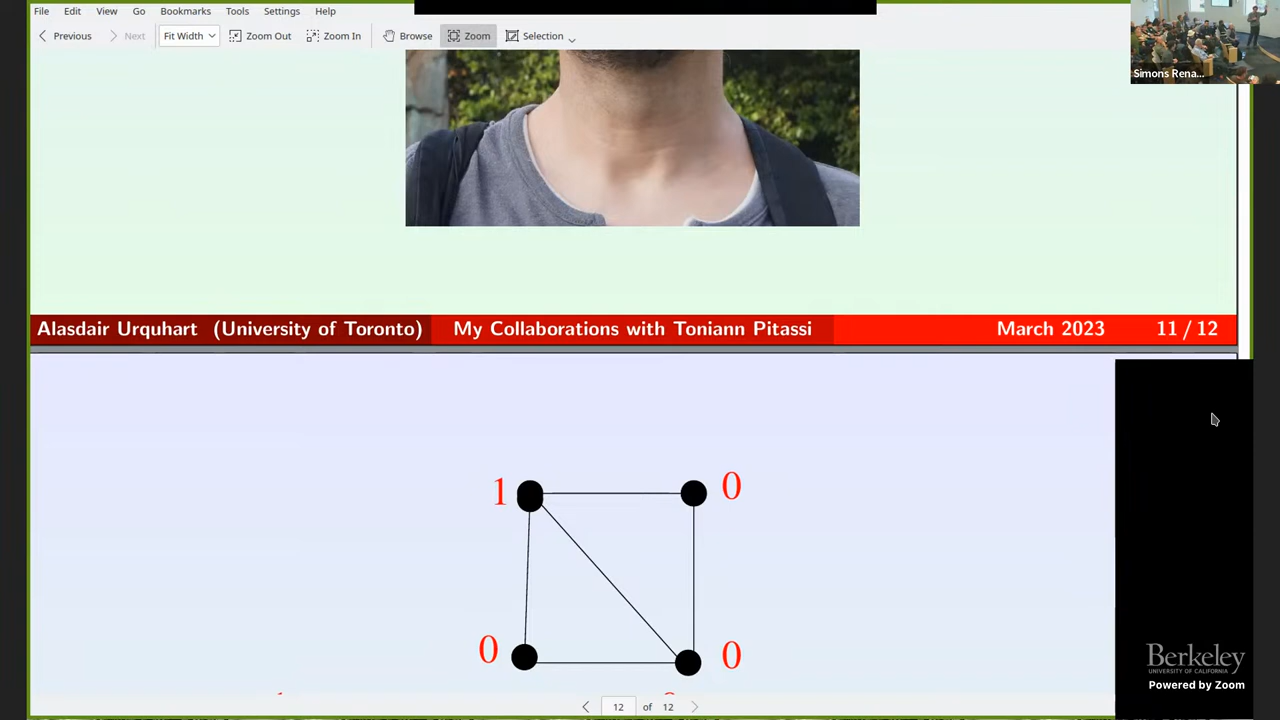 File Edit View Go Bookmarks Tools Settings Help
Previous Next Fit Width Zoom Out Zoom In Browse Zoom Selection
Simons Rena...
Alasdair Urquhart (University of Toronto) My Collaborations with Toniann Pitassi March 2023 11 / 12
1 0
0 0
Berkeley
UNIVERSITY OF CALIFORNIA
Powered by Zoom
12 of 12